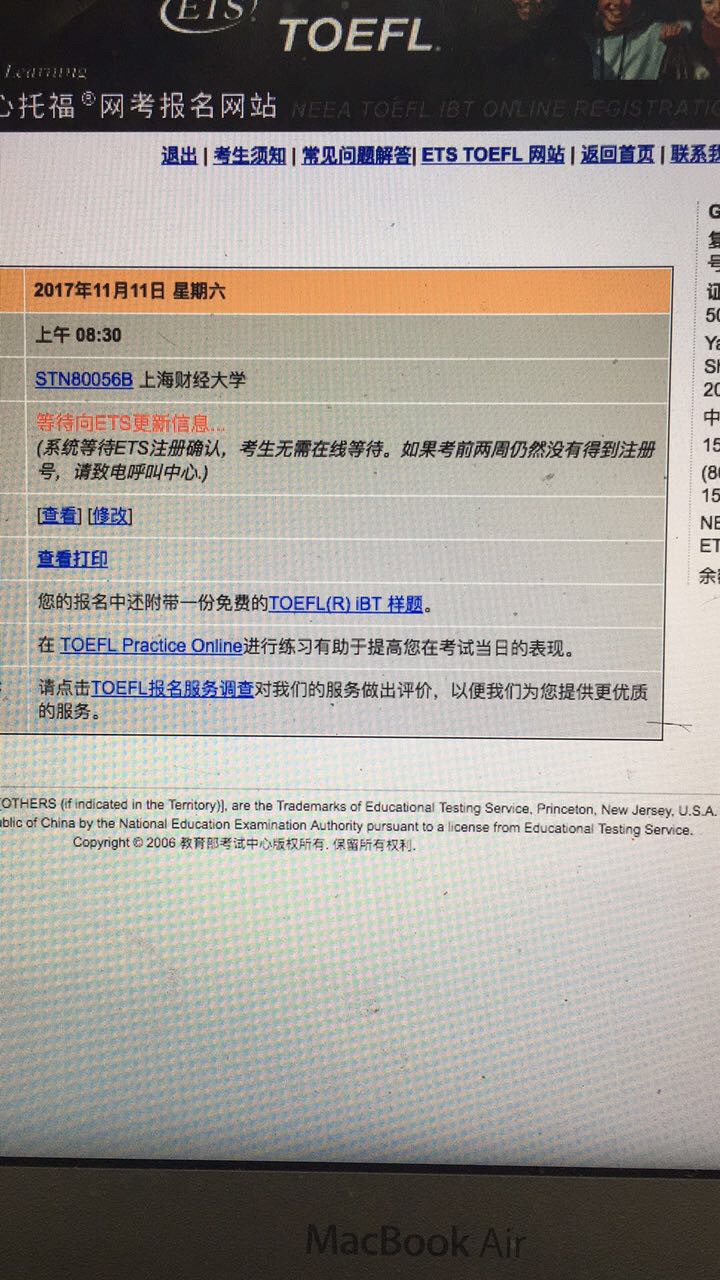 ETS
TOEFL
Learning
心托福®网考报名网站 NEEA TOEFL IBT ONLINE REGISTRATIO
退出 | 考生须知 | 常见问题解答| ETS TOEFL 网站 | 返回首页 | 联系我
2017年11月11日 星期六
上午 08:30
STN80056B 上海财经大学
等待向ETS更新信息...
(系统等待ETS注册确认，考生无需在线等待。如果考前两周仍然没有得到注册
号，请致电呼叫中心.)
[查看] [修改]
查看打印
您的报名中还附带一份免费的TOEFL(R) iBT 样题。
在 TOEFL Practice Online进行练习有助于提高您在考试当日的表现。
请点击TOEFL报名服务调查对我们的服务做出评价，以便我们为您提供更优质
的服务。
G
复
号
证
50
Ya
Sh
20
中
15
(80
15
NE
ET
余
OTHERS (if indicated in the Territory)], are the Trademarks of Educational Testing Service, Princeton, New Jersey, U.S.A.
ublic of China by the National Education Examination Authority pursuant to a license from Educational Testing Service.
Copyright © 2006 教育部考试中心版权所有. 保留所有权利.
MacBook Air